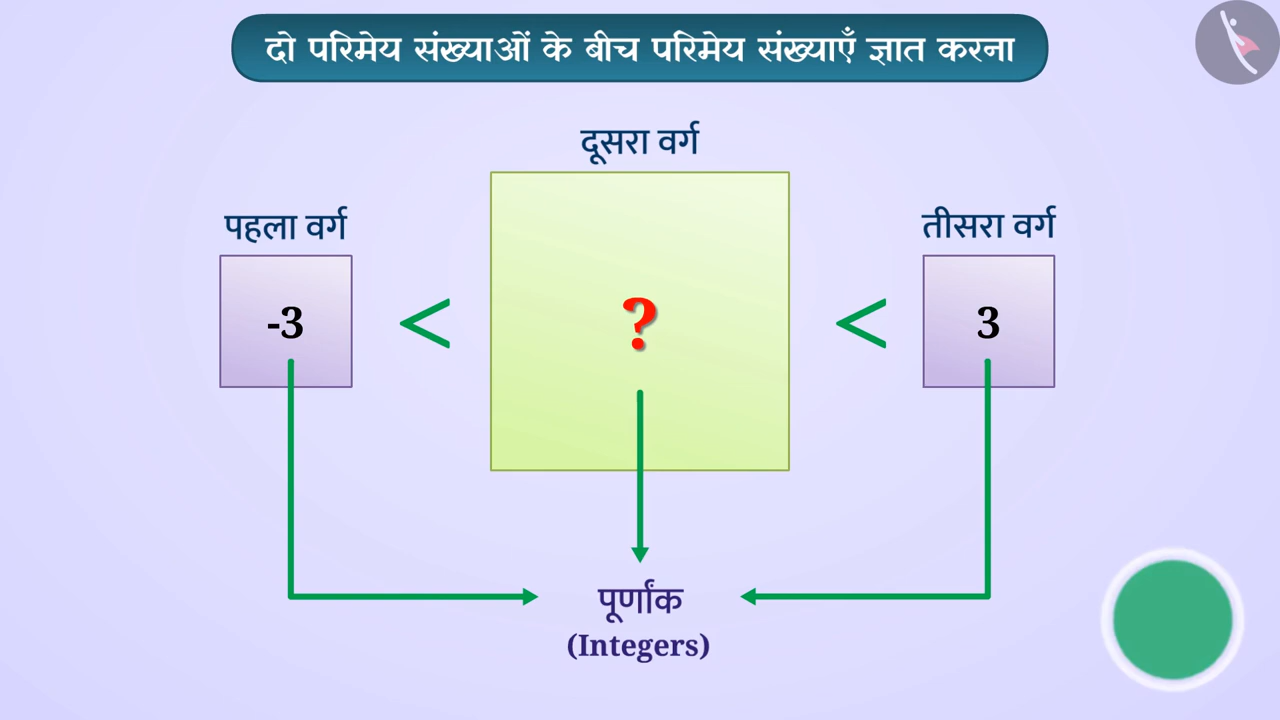 दो परिमेय संख्याओं के बीच परिमेय संख्याएँ ज्ञात करना
दूसरा वर्ग
पहला वर्ग
तीसरा वर्ग
-3 < ? < 3
पूर्णांक
(Integers)